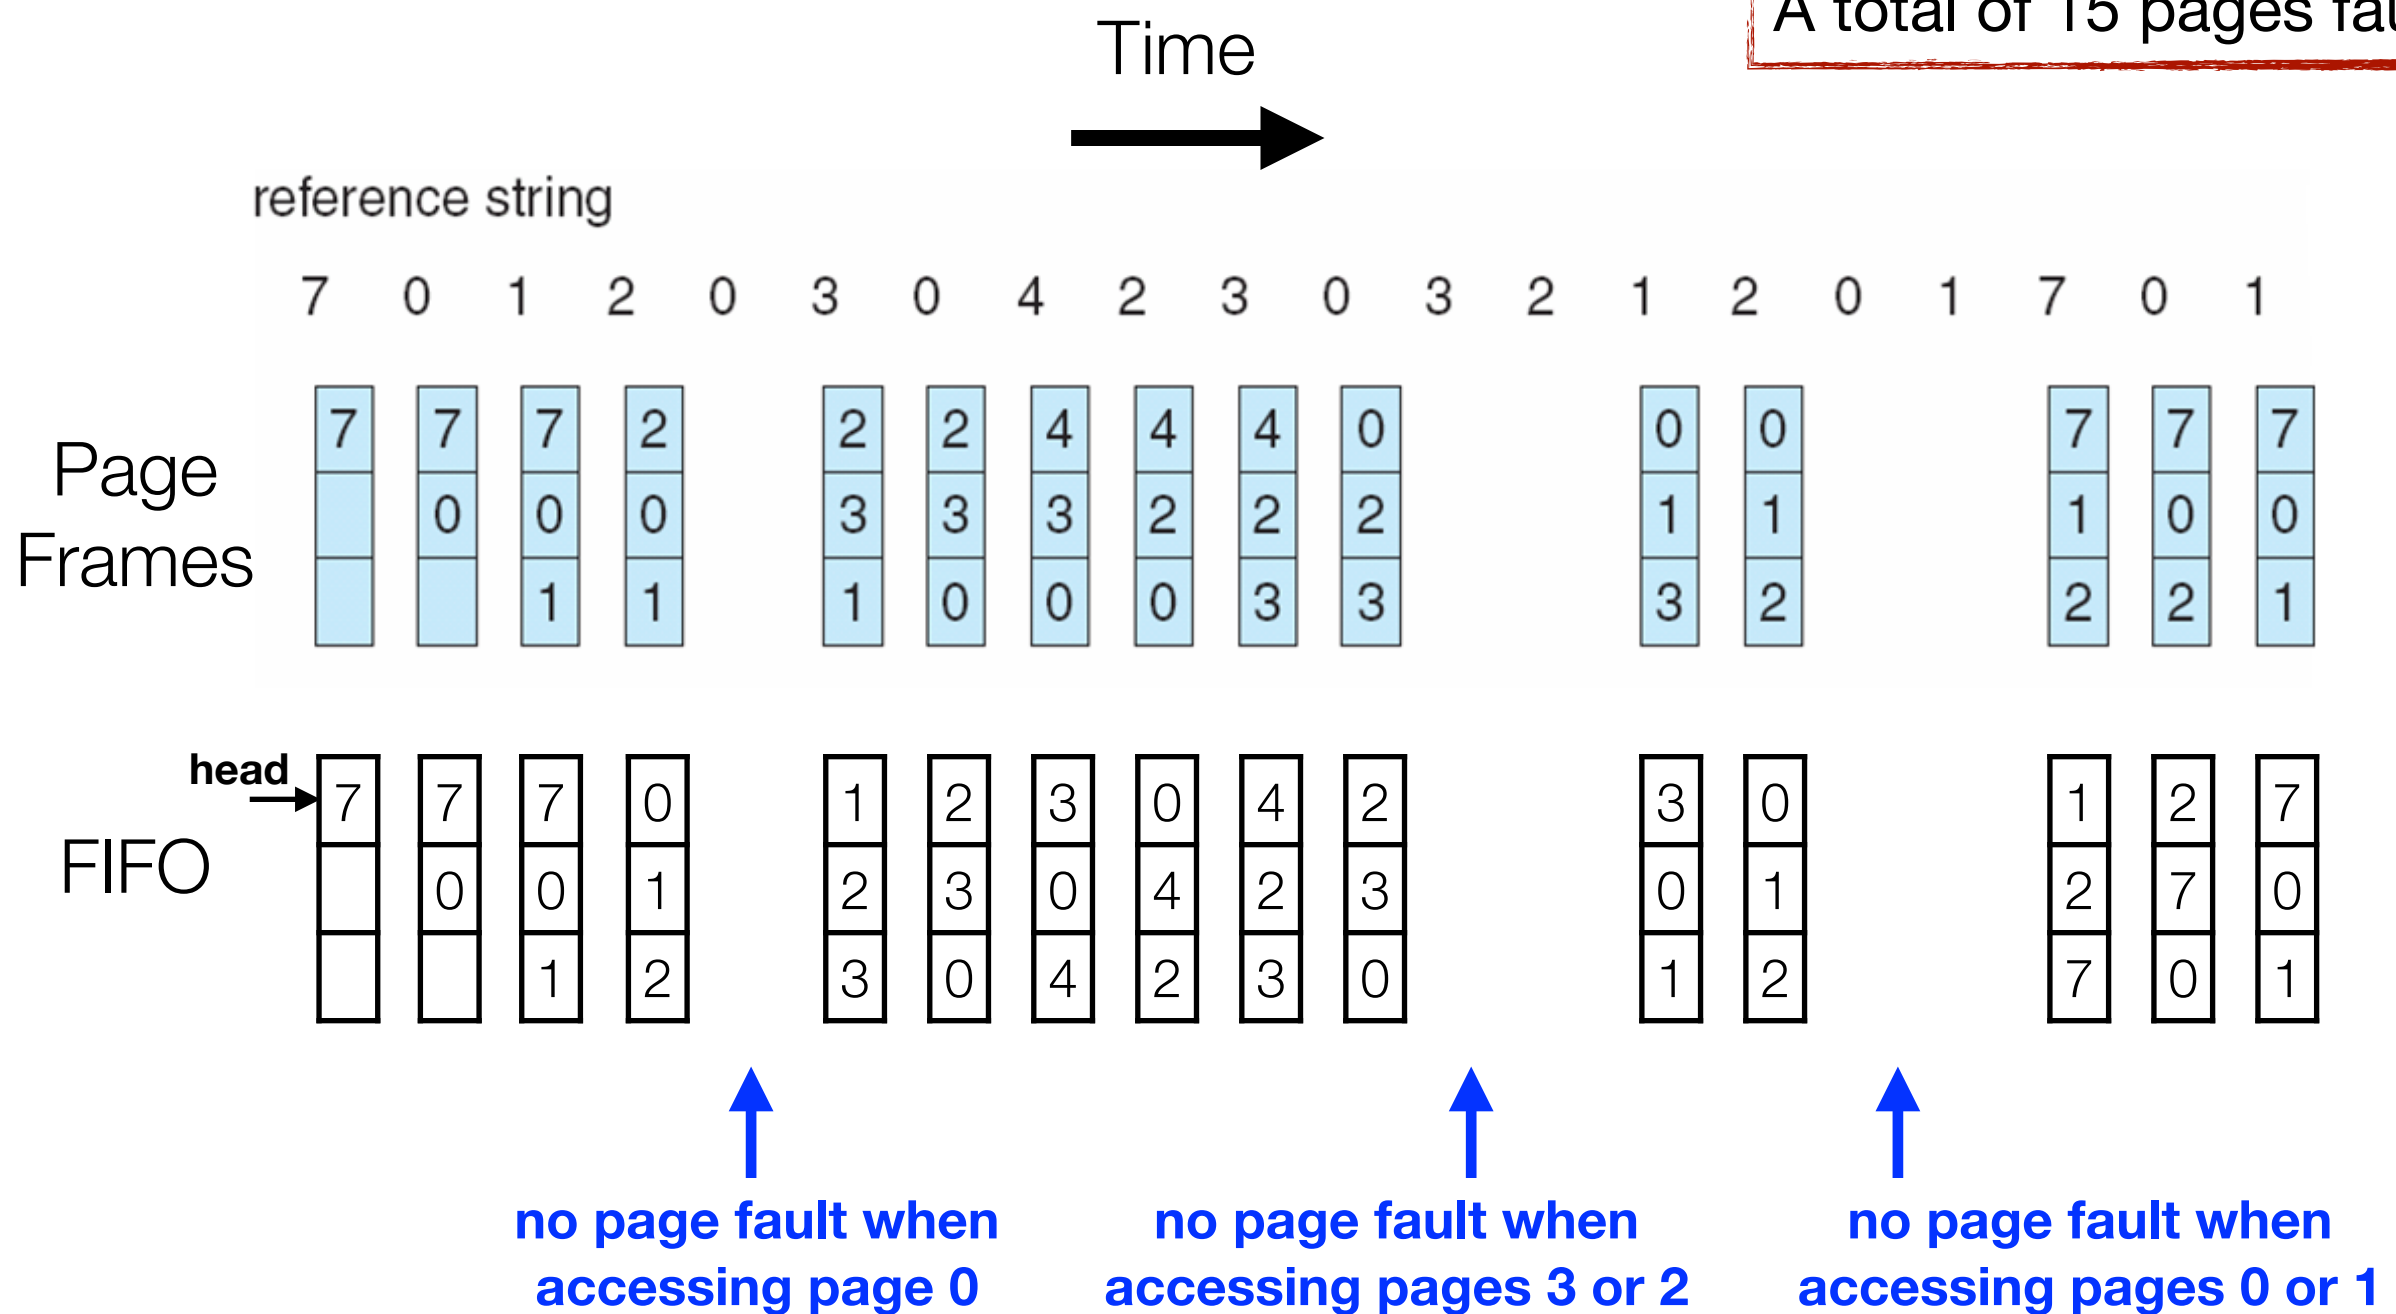 A total of 15 pages
Time
reference string
7 0 1 2 0 3 0 4 2 3 0 3 2 1 2 0 1 7 0 1
Page
Frames
7 7 7 2 2 2 4 4 4 0 0 0 7 7 7
0 0 0 3 3 3 2 2 2 1 1 1 0 0
1 1 1 0 0 0 3 3 3 2 2 2 1
head
FIFO
7 7 7 0 1 2 3 0 4 2 3 0 1 2 7
0 0 1 2 3 0 4 2 3 0 1 2 7 0
1 2 3 0 4 2 3 0 1 2 7 0 1
no page fault when
accessing page 0
no page fault when
accessing pages 3 or 2
no page fault when
accessing pages 0 or 1